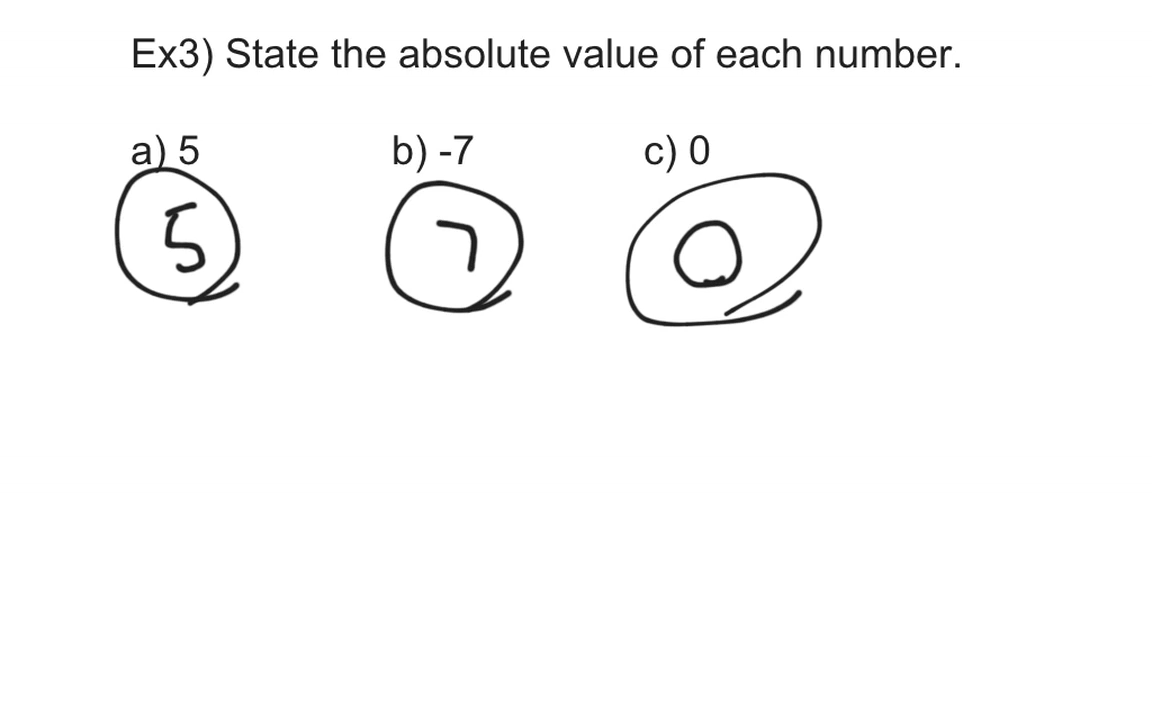 Ex3) State the absolute value of each number.
a) 5 b) -7 c) 0
5 7 0